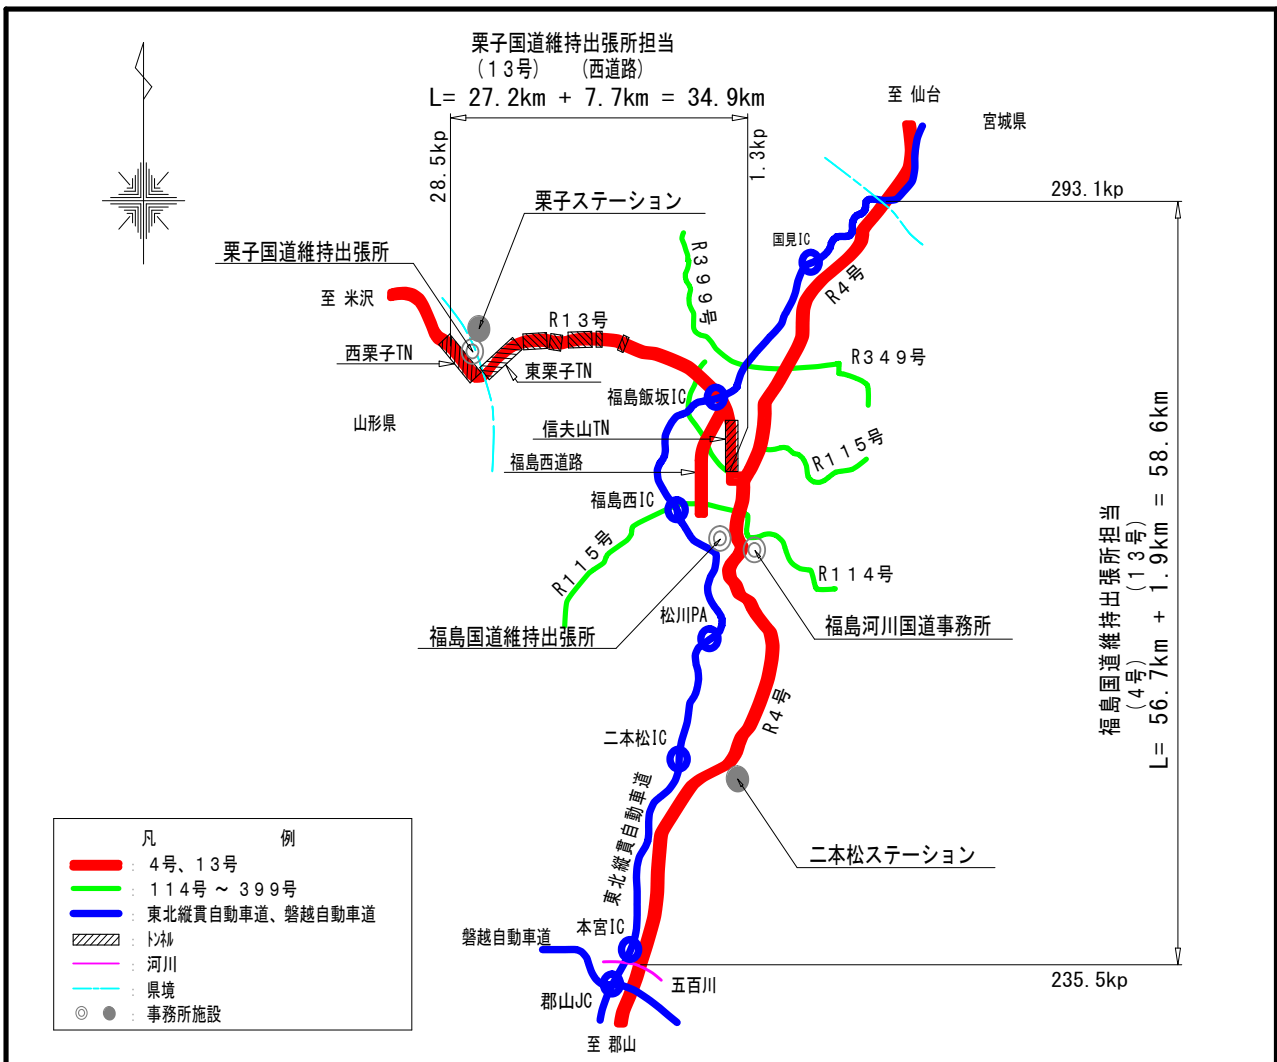 栗子国道維持出張所担当
(13号) (西道路)
L= 27.2km + 7.7km = 34.9km
28.5kp
1.3kp
至 仙台
宮城県
293.1kp
栗子ステーション
国見IC
R399号
R4号
栗子国道維持出張所
至 米沢
R13号
R349号
西栗子TN
東栗子TN
福島飯坂IC
山形県
信夫山TN
R115号
福島西道路
福島西IC
R115号
R114号
松川PA
福島国道維持出張所
福島河川国道事務所
福島国道維持出張所担当
(4号) (13号)
L= 56.7km + 1.9km = 58.6km
R4号
二本松IC
東北縦貫自動車道
二本松ステーション
本宮IC
磐越自動車道
五百川
235.5kp
郡山JC
至 郡山
凡 例
: 4号、13号
: 114号 ~ 399号
: 東北縦貫自動車道、磐越自動車道
: トンネル
: 河川
: 県境
: 事務所施設